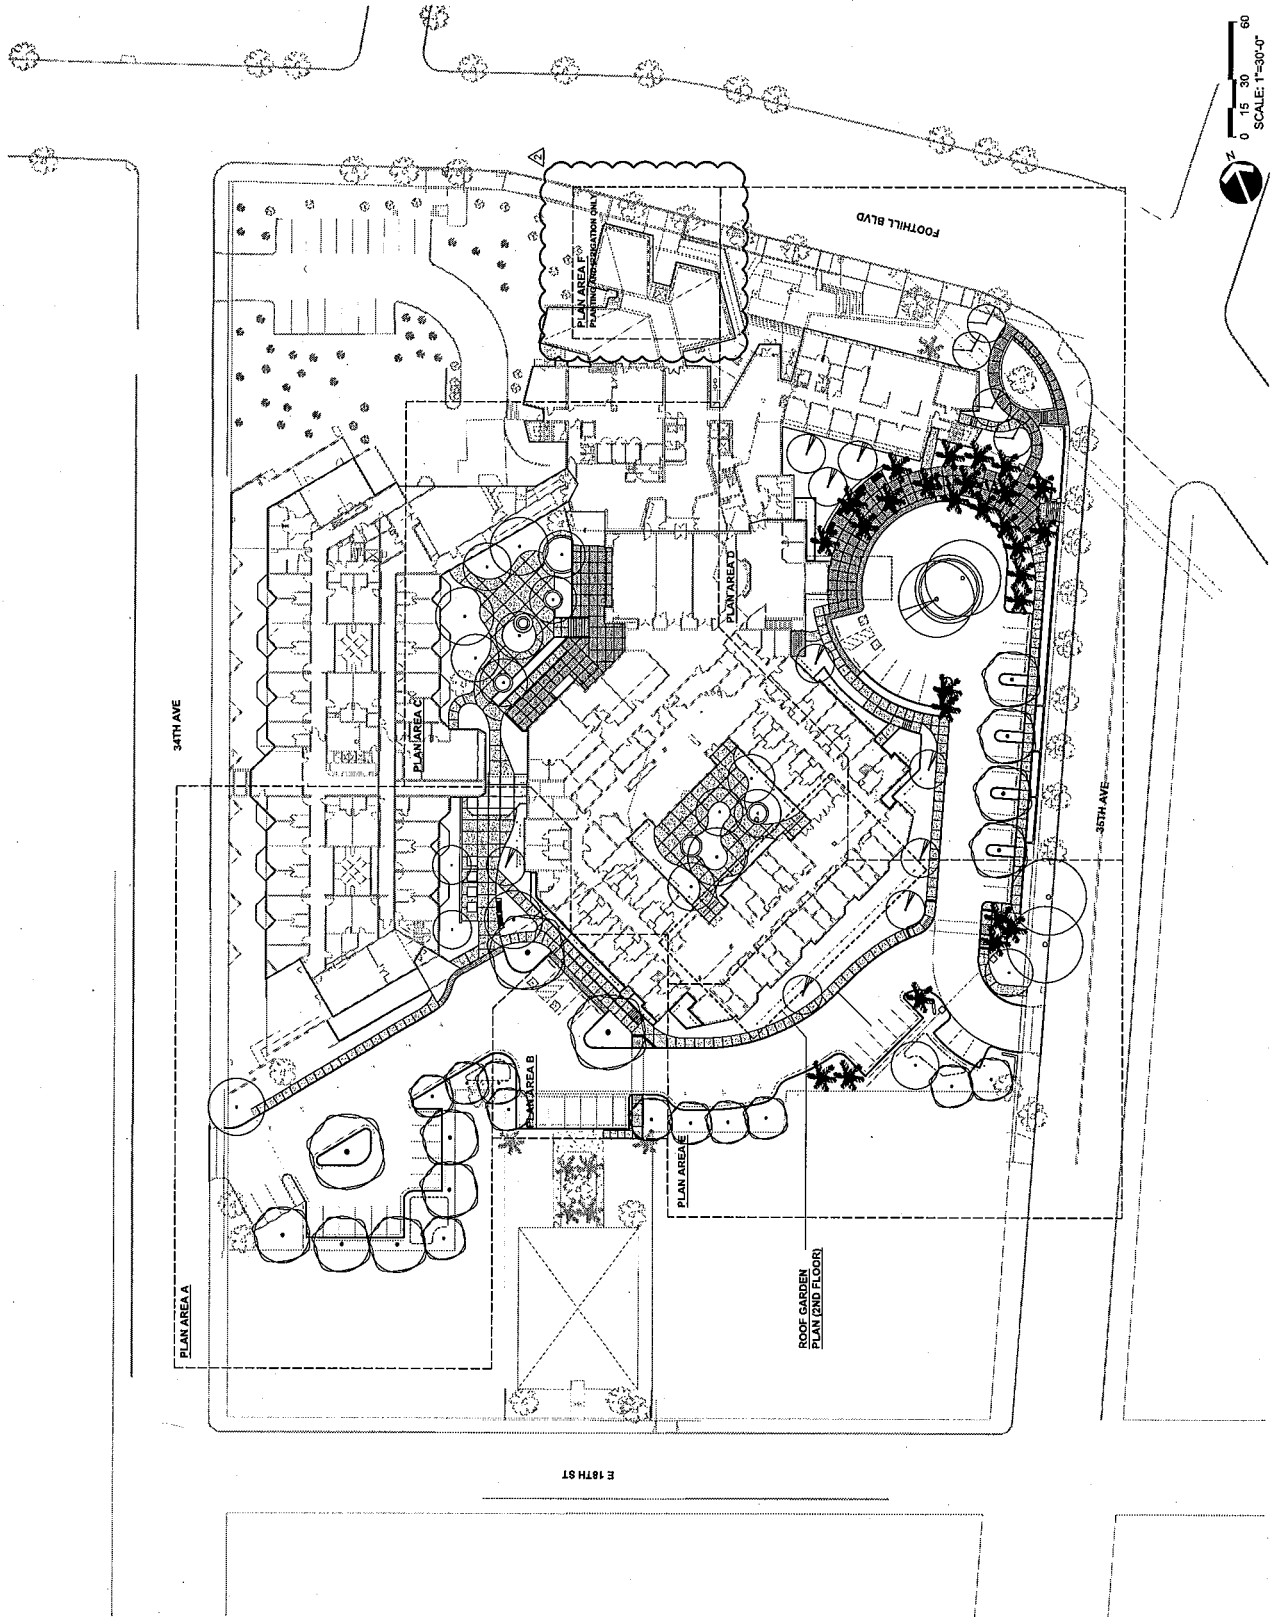 60
0 15 30
SCALE: 1"=30'-0"
N
2
FOOTHILL BLVD
PLAN AREA F
PLANTING AND IRRIGATION ONLY
PLAN AREA D
34TH AVE
PLAN AREA C
35TH AVE
PLAN AREA B
PLAN AREA E
PLAN AREA A
ROOF GARDEN
PLAN (2ND FLOOR)
E 18TH ST